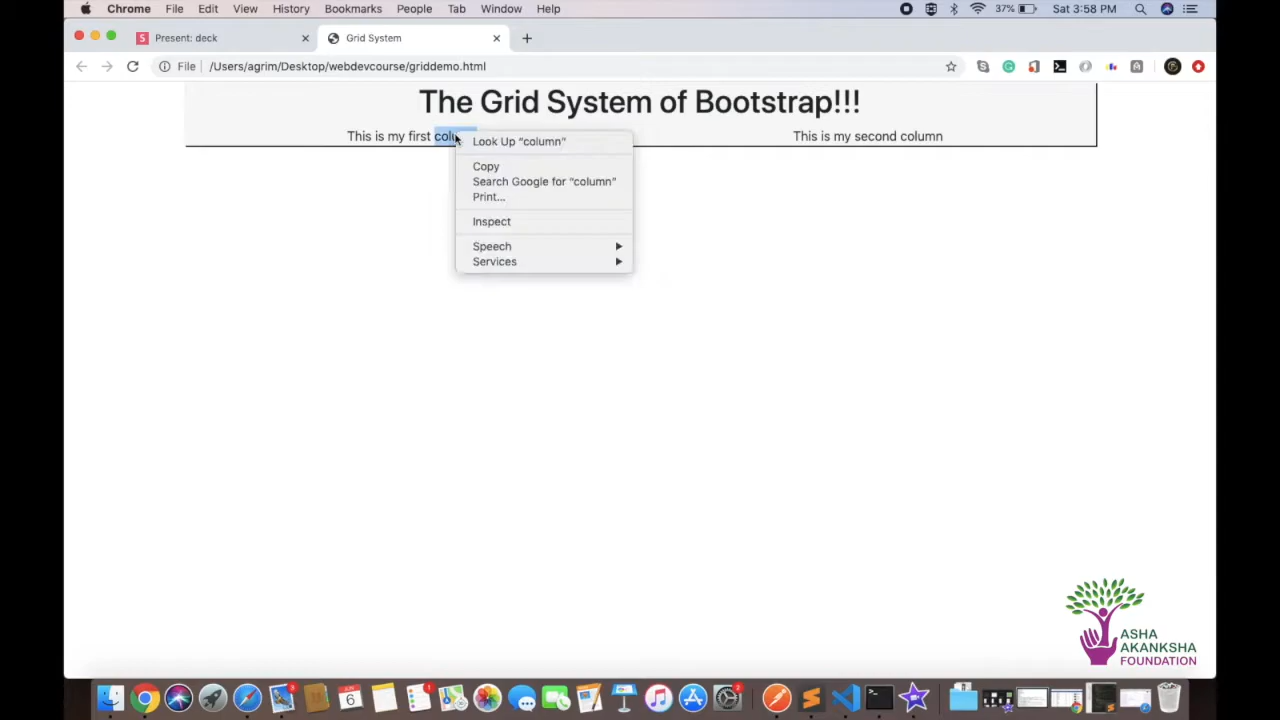 Chrome File Edit View History Bookmarks People Tab Window Help 37% Sat 3:58 PM
S Present: deck Grid System
File /Users/agrim/Desktop/webdevcourse/griddemo.html
The Grid System of Bootstrap!!!
This is my first colu This is my second column
Look Up “column”
Copy
Search Google for “column”
Print...
Inspect
Speech
Services
ASHA
AKANKSHA
FOUNDATION
6